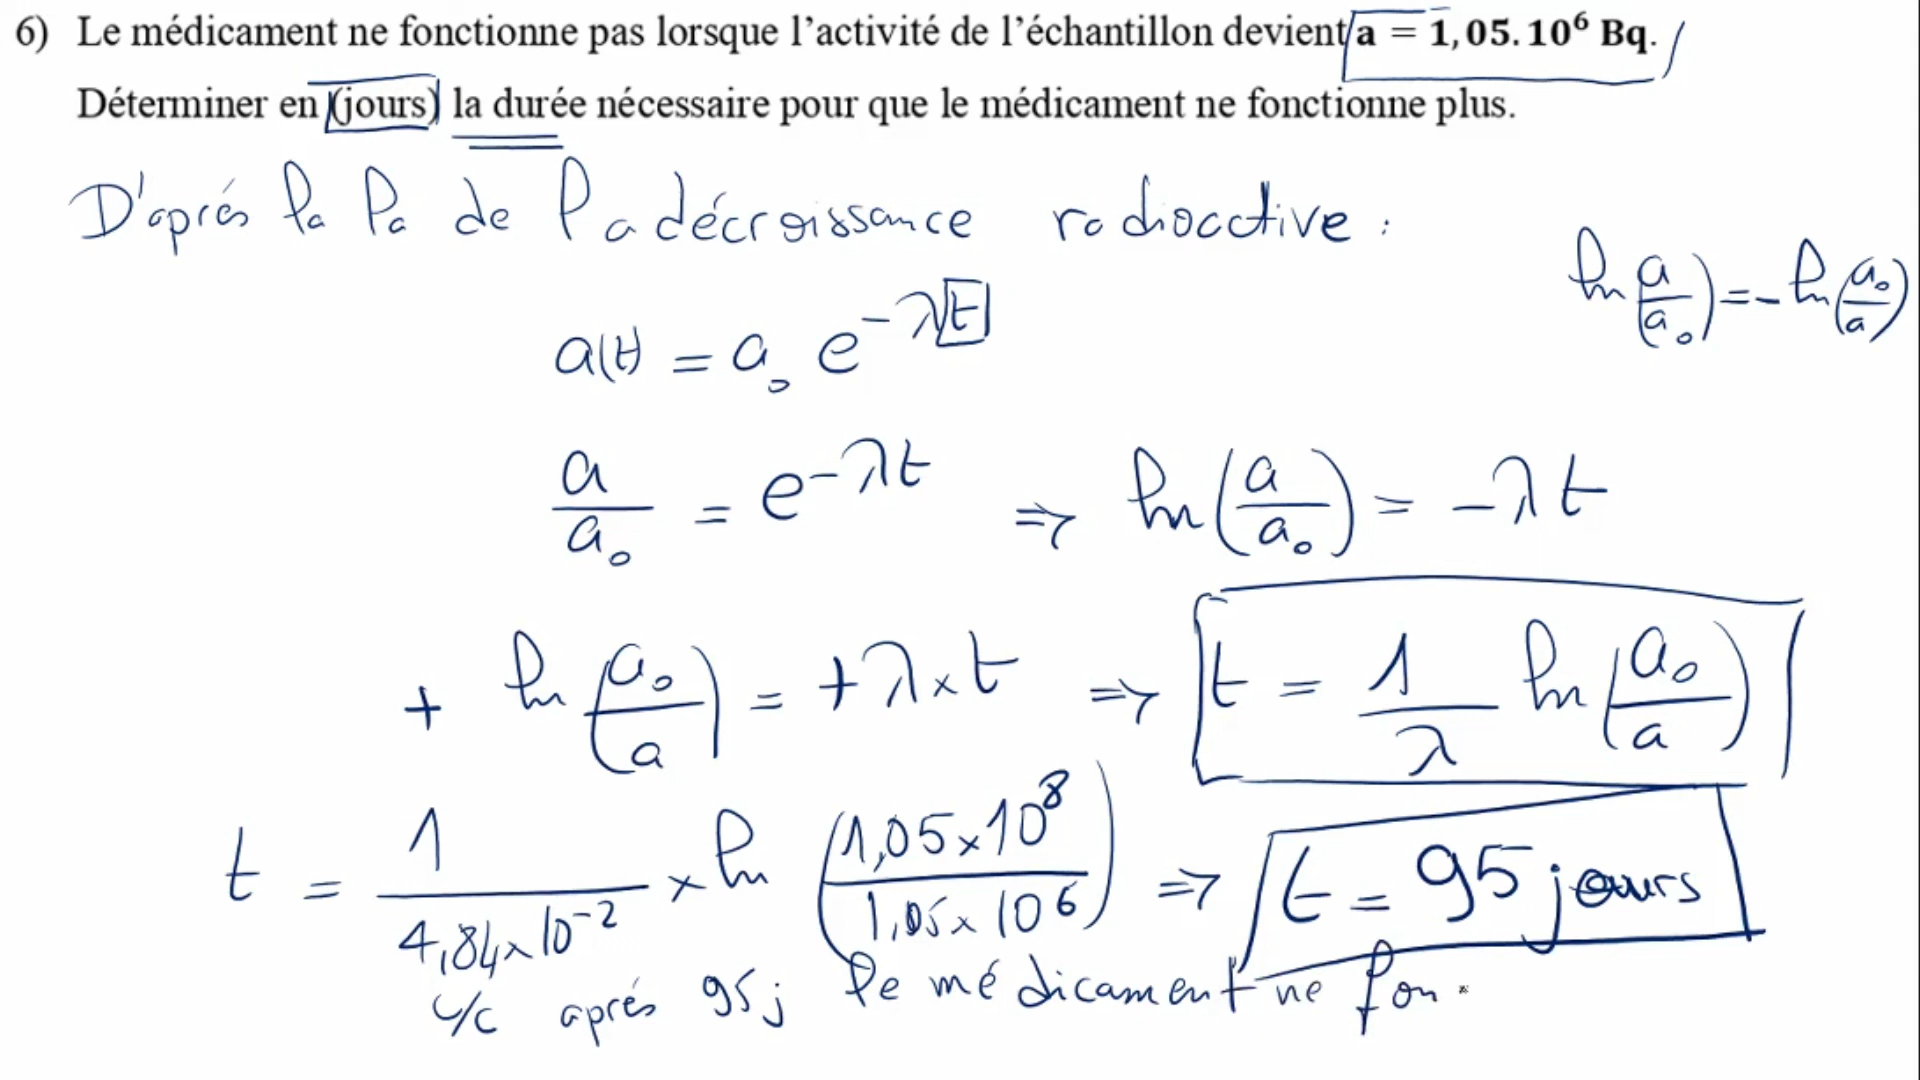 6) Le médicament ne fonctionne pas lorsque l'activité de l'échantillon devient a = 1,05.10⁶ Bq.
Déterminer en (jours) la durée nécessaire pour que le médicament ne fonctionne plus.
D'après la la de la décroissance radioactive :
ln(a/a₀) = -ln(a₀/a)
a(t) = a₀ e^(-λt)
a/a₀ = e^(-λt) ⇒ ln(a/a₀) = -λt
+ ln(a₀/a) = +λ×t ⇒ t = 1/λ ln(a₀/a)
t = 1/(4,84×10⁻²) × ln(1,05×10⁸/1,05×10⁶) ⇒ t = 95 jours
c/c après 95j le médicament ne fon